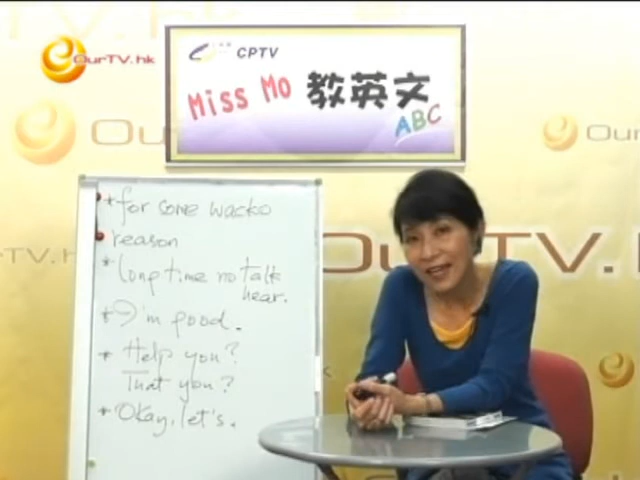 OurTV.hk
CPTV
Miss Mo 教英文
ABC
OurTV.hk
* for some wacko
reason
* long time no talk
hear.
* I'm good.
* Help you?
That you?
* Okay, let's.